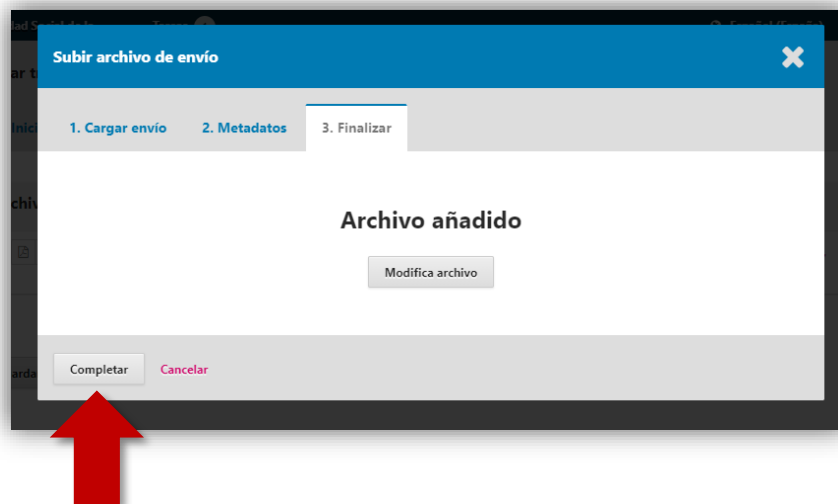 Subir archivo de envío
1. Cargar envío 2. Metadatos 3. Finalizar
Archivo añadido
Modifica archivo
Completar Cancelar